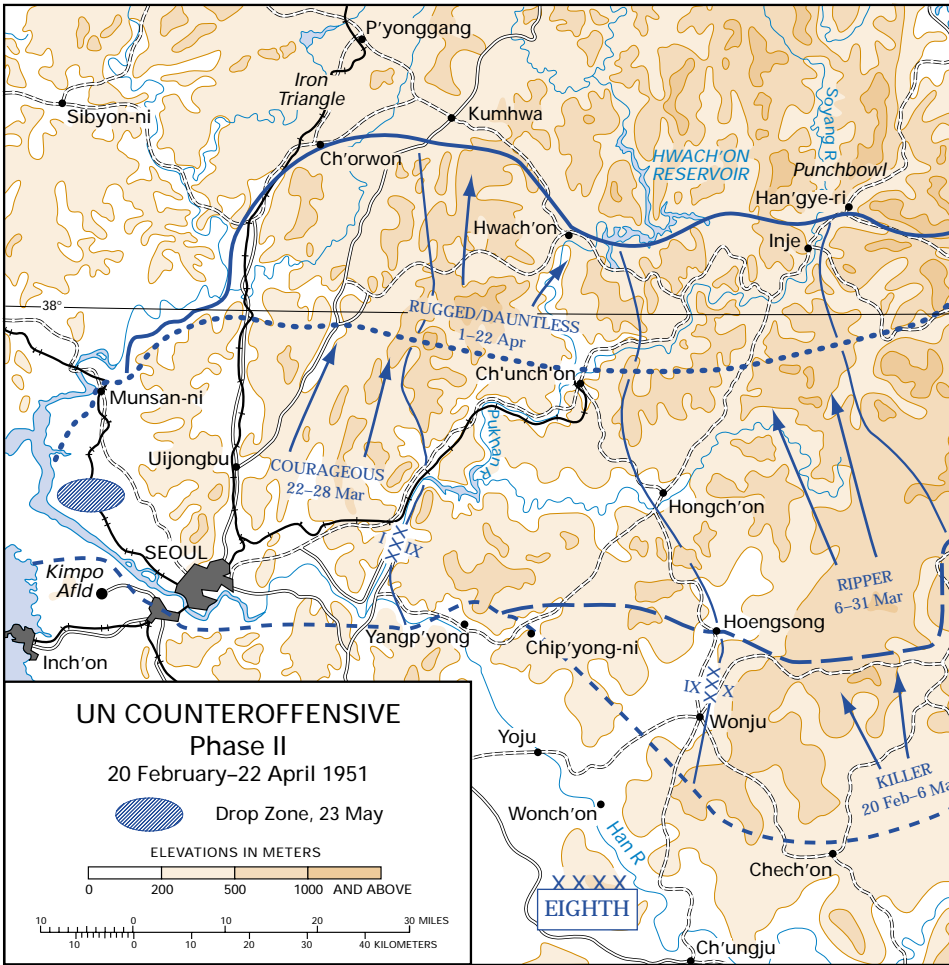 P'yonggang
Iron
Triangle
Sibyon-ni
Kumhwa
Ch'orwon
HWACH'ON
RESERVOIR
Soyang R
Punchbowl
Han'gye-ri
Hwach'on
Inje
38°
RUGGED/DAUNTLESS
1–22 Apr
Ch'unch'on
Munsan-ni
Pukhan R
Uijongbu
COURAGEOUS
22–28 Mar
Hongch'on
I XX IX
SEOUL
Kimpo
Afld
RIPPER
6–31 Mar
Yangp'yong
Chip'yong-ni
Hoengsong
Inch'on
IX XXX X
Wonju
Yoju
KILLER
20 Feb–6 Ma
Wonch'on
Han R
Chech'on
XXXX
EIGHTH
Ch'ungju
UN COUNTEROFFENSIVE
Phase II
20 February–22 April 1951
Drop Zone, 23 May
ELEVATIONS IN METERS
0 200 500 1000 AND ABOVE
10 0 10 20 30 MILES
10 0 10 20 30 40 KILOMETERS